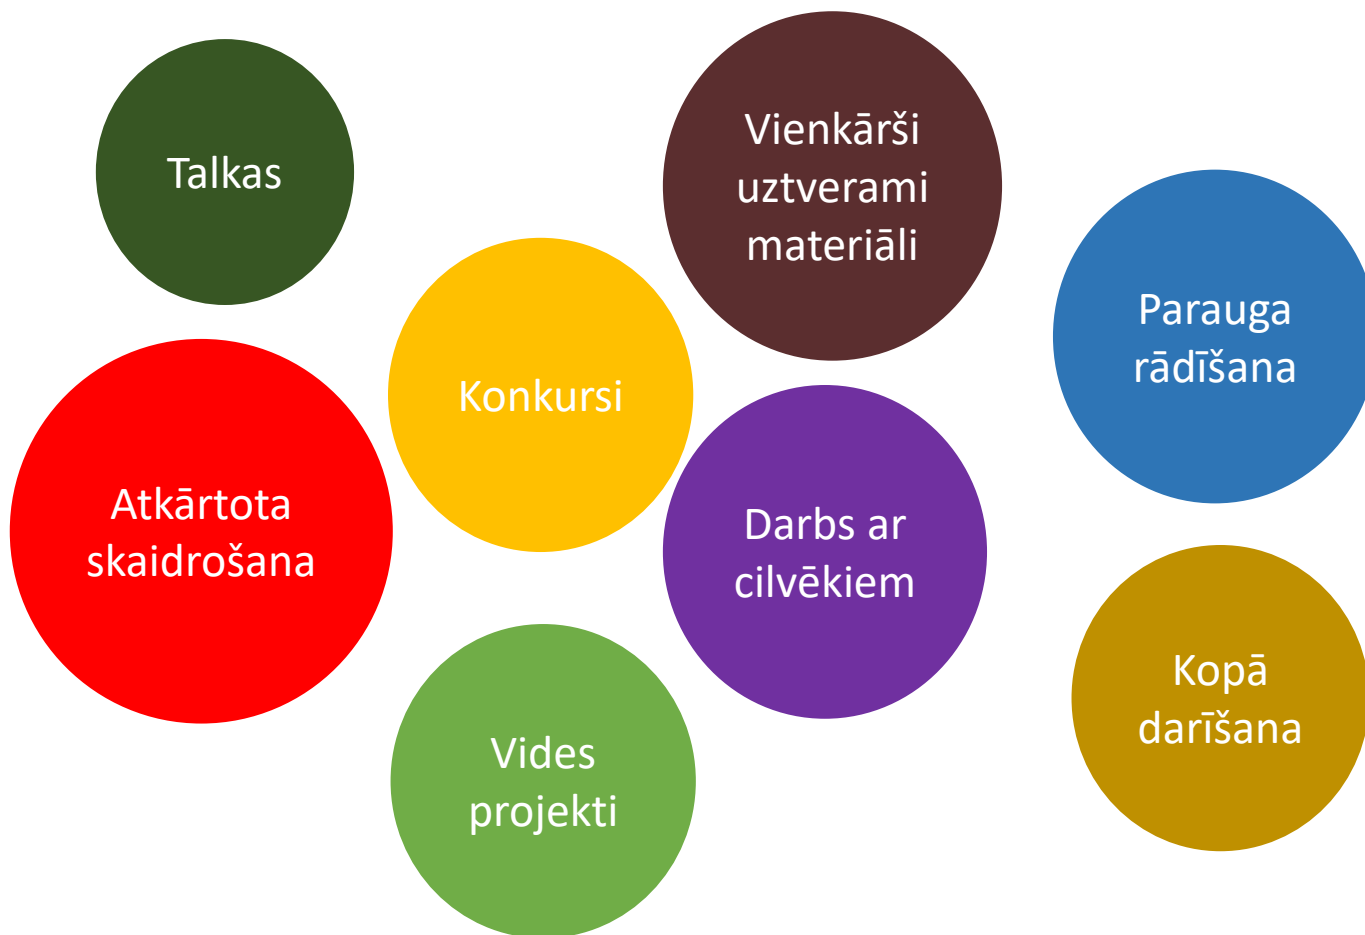 Talkas
Vienkārši
uztverami
materiāli
Parauga
rādīšana
Konkursi
Atkārtota
skaidrošana
Darbs ar
cilvēkiem
Kopā
darīšana
Vides
projekti